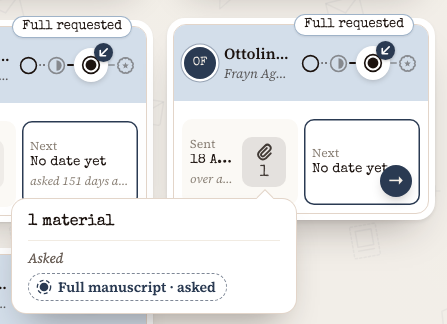 Full requested
Next
No date yet
asked 151 days a...
Full requested
OF
Ottolin...
Frayn Ag...
Sent
18 A...
over a...
1
Next
No date yet
1 material
Asked
Full manuscript · asked